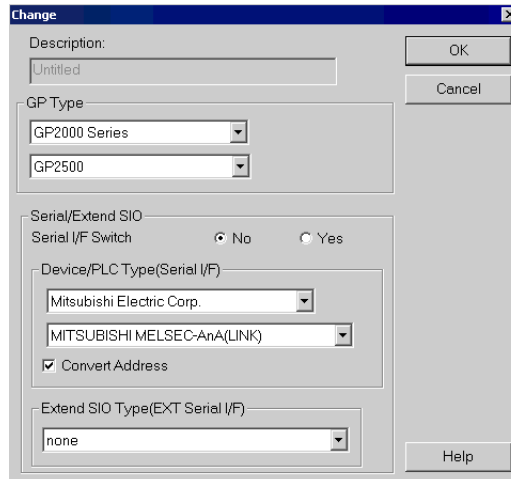 Change
Description:
OK
Untitled
Cancel
GP Type
GP2000 Series
GP2500
Serial/Extend SIO
Serial I/F Switch No Yes
Device/PLC Type(Serial I/F)
Mitsubishi Electric Corp.
MITSUBISHI MELSEC-AnA(LINK)
Convert Address
Extend SIO Type(EXT Serial I/F)
none
Help